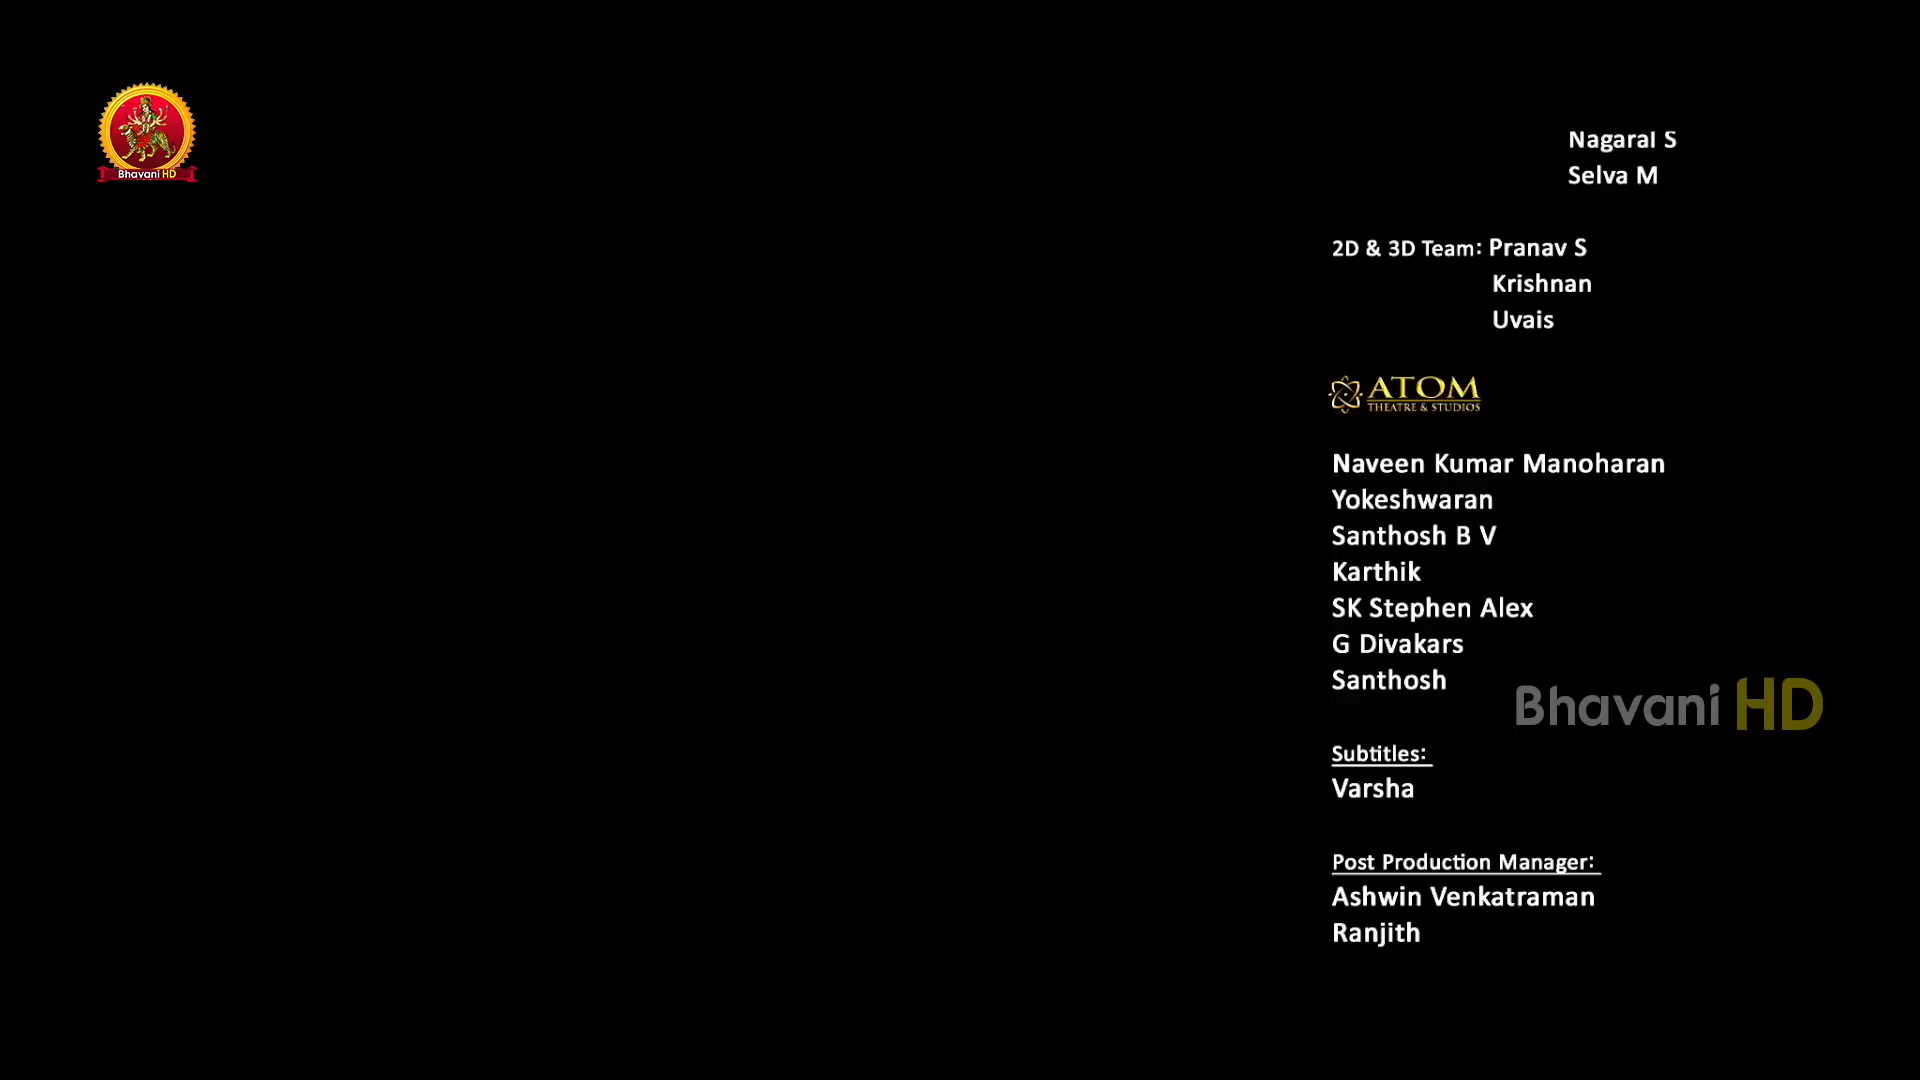 Bhavani HD
Nagaral S
Selva M
2D & 3D Team: Pranav S
Krishnan
Uvais
ATOM
THEATRE & STUDIOS
Naveen Kumar Manoharan
Yokeshwaran
Santhosh B V
Karthik
SK Stephen Alex
G Divakars
Santhosh
Bhavani HD
Subtitles:
Varsha
Post Production Manager:
Ashwin Venkatraman
Ranjith